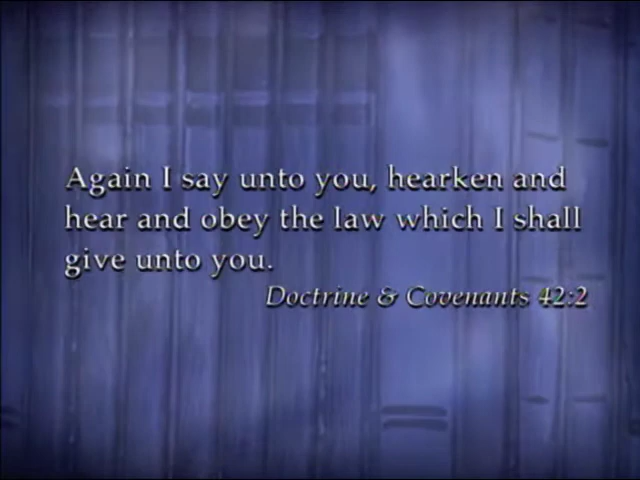 Again I say unto you, hearken and
hear and obey the law which I shall
give unto you.
Doctrine & Covenants 42:2